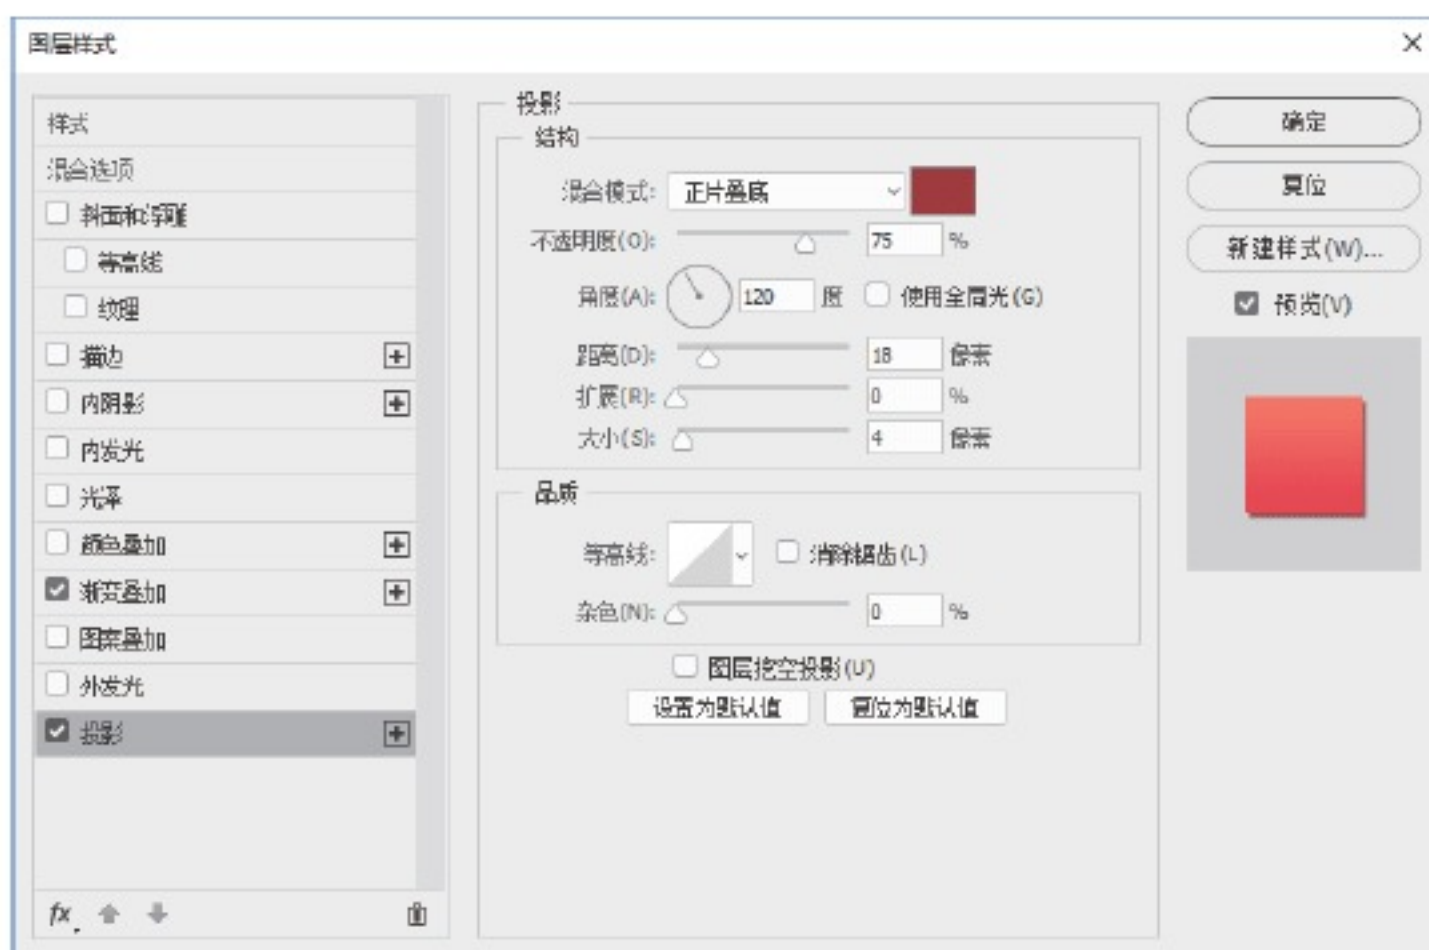 图层样式
样式
混合选项
斜面和浮雕
等高线
纹理
描边
内阴影
内发光
光泽
颜色叠加
渐变叠加
图案叠加
外发光
投影
fx
投影
结构
混合模式: 正片叠底
不透明度(O): 75 %
角度(A): 120 度 使用全局光(G)
距离(D): 18 像素
扩展(R): 0 %
大小(S): 4 像素
品质
等高线: 消除锯齿(L)
杂色(N): 0 %
图层挖空投影(U)
设置为默认值 复位为默认值
确定
复位
新建样式(W)...
预览(V)